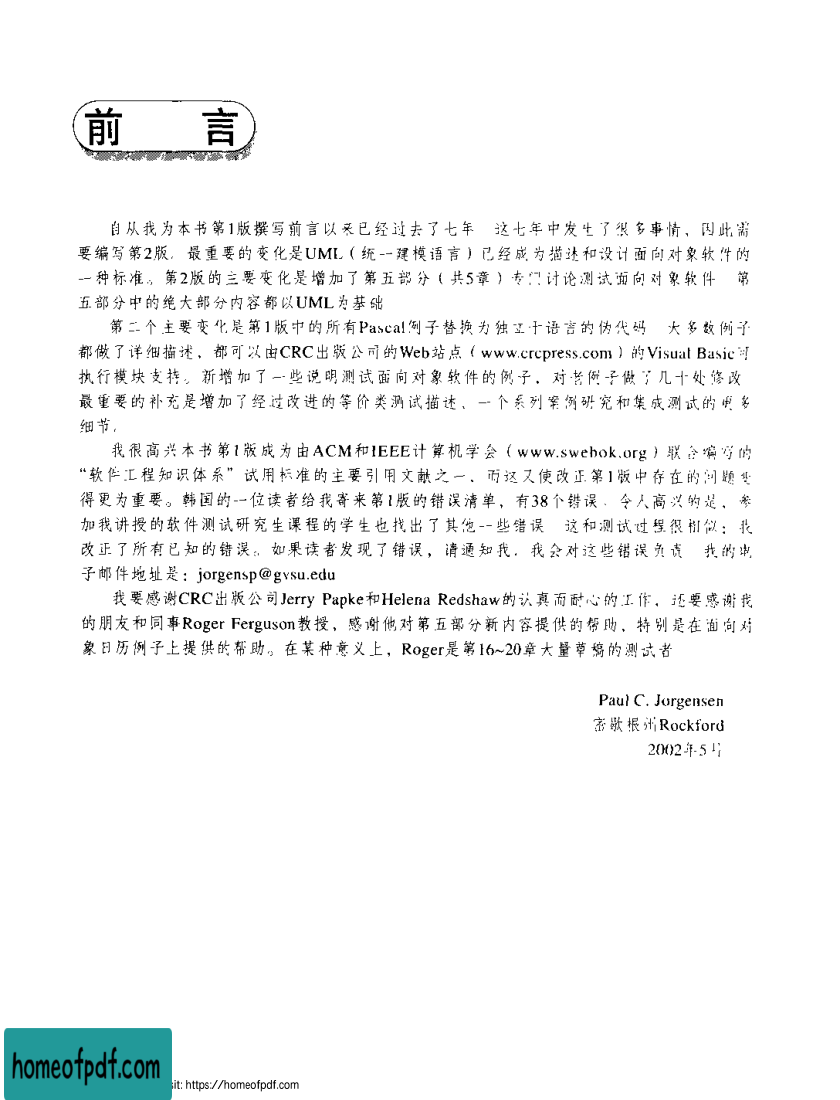 前 言
自从我为本书第1版撰写前言以来已经过去了七年 这七年中发生了很多事情，因此需
要编写第2版。最重要的变化是UML（统一建模语言）已经成为描述和设计面向对象软件的
一种标准。第2版的主要变化是增加了第五部分（共5章）专门讨论测试面向对象软件 第
五部分中的绝大部分内容都以UML为基础
第二个主要变化是第1版中的所有Pascal例子替换为独立于语言的伪代码 大多数例子
都做了详细描述，都可以由CRC出版公司的Web站点（www.crcpress.com）的Visual Basic可
执行模块支持。新增加了一些说明测试面向对象软件的例子，对老例子做了几十处修改
最重要的补充是增加了经过改进的等价类测试描述、一个系列案例研究和集成测试的更多
细节。
我很高兴本书第1版成为由ACM和IEEE计算机学会（www.swebok.org）联合编写的
“软件工程知识体系”试用标准的主要引用文献之一，而这又使改正第1版中存在的问题变
得更为重要。韩国的一位读者给我寄来第1版的错误清单，有38个错误，令人高兴的是，参
加我讲授的软件测试研究生课程的学生也找出了其他一些错误 这和测试过程很相似：我
改正了所有已知的错误。如果读者发现了错误，请通知我，我会对这些错误负责 我的电
子邮件地址是：jorgensp@gvsu.edu
我要感谢CRC出版公司Jerry Papke和Helena Redshaw的认真而耐心的工作，还要感谢我
的朋友和同事Roger Ferguson教授，感谢他对第五部分新内容提供的帮助，特别是在面向对
象日历例子上提供的帮助。在某种意义上，Roger是第16~20章大量草稿的测试者
Paul C. Jorgensen
密歇根州Rockford
2002年5月
homeofpdf.com
sit: https://homeofpdf.com